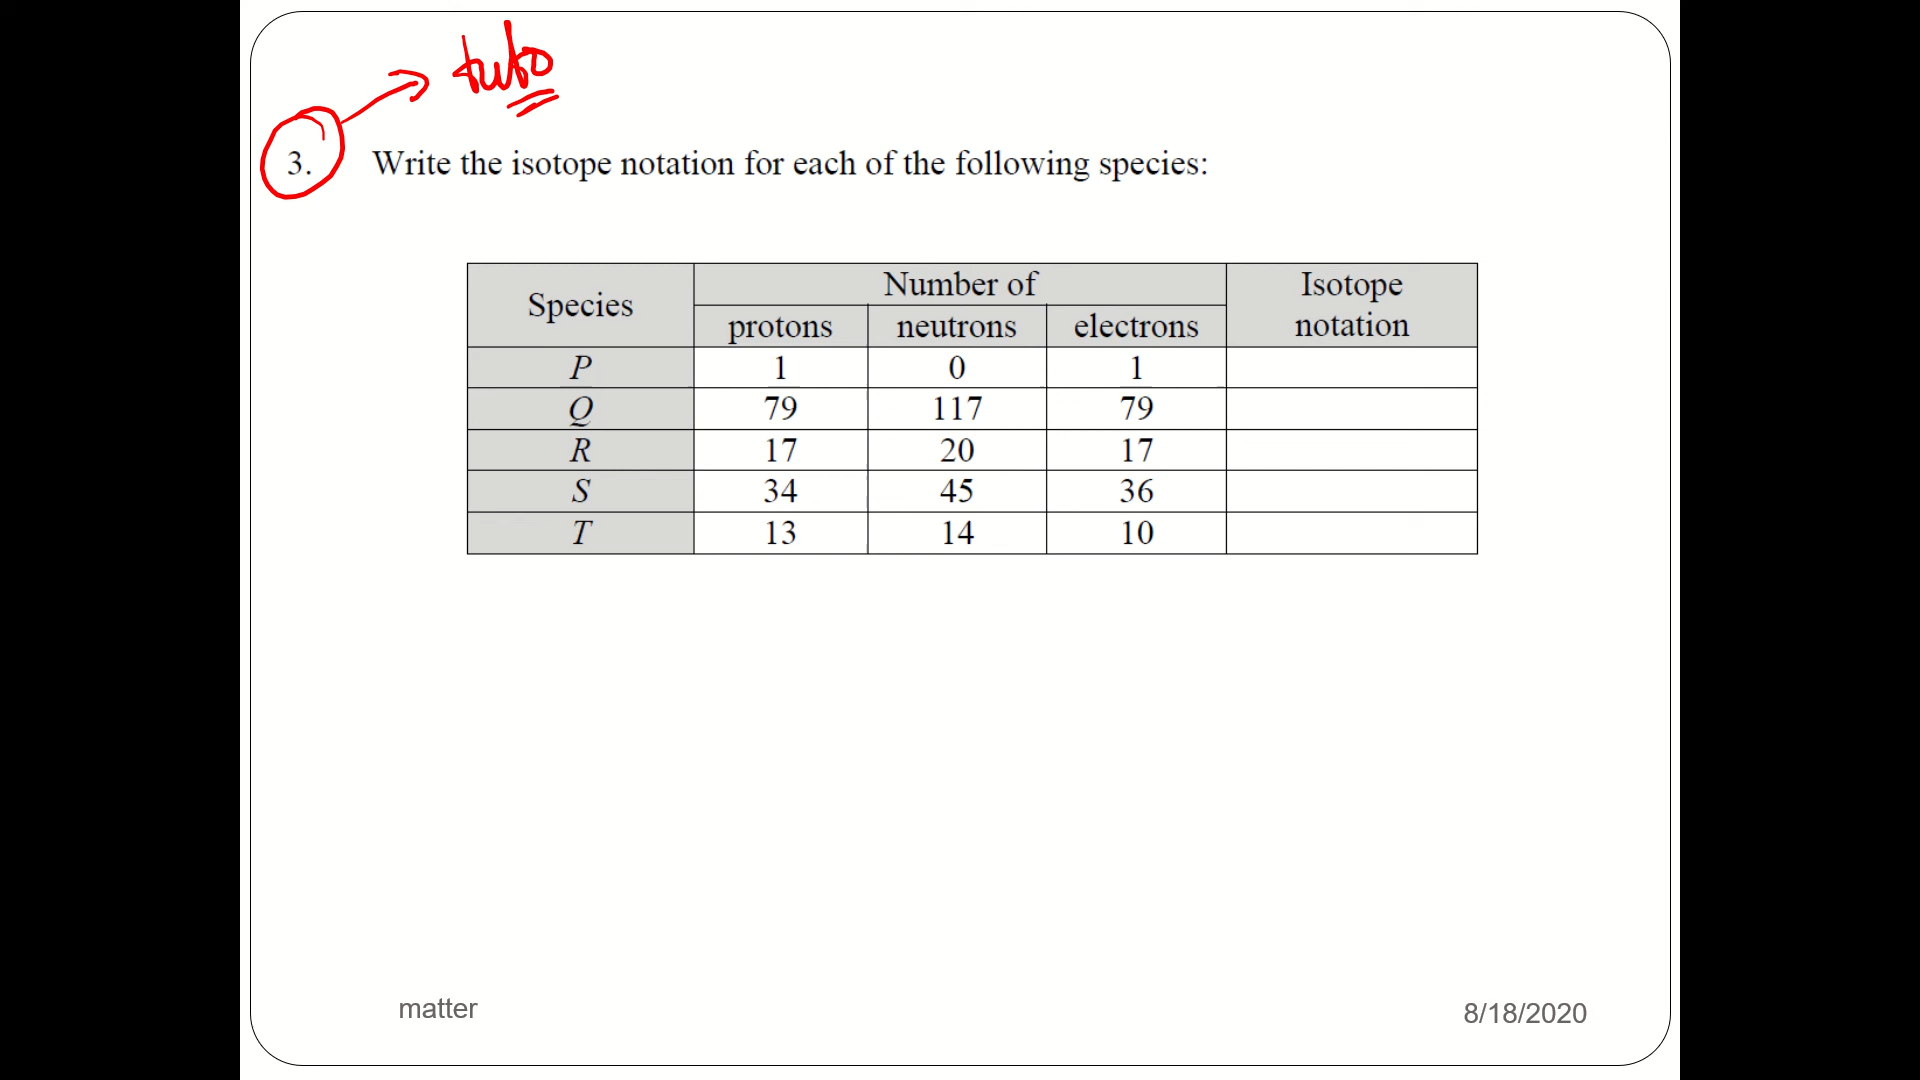 tuto
3. Write the isotope notation for each of the following species:
Species Number of Isotope notation
protons neutrons electrons
P 1 0 1
Q 79 117 79
R 17 20 17
S 34 45 36
T 13 14 10
matter 8/18/2020